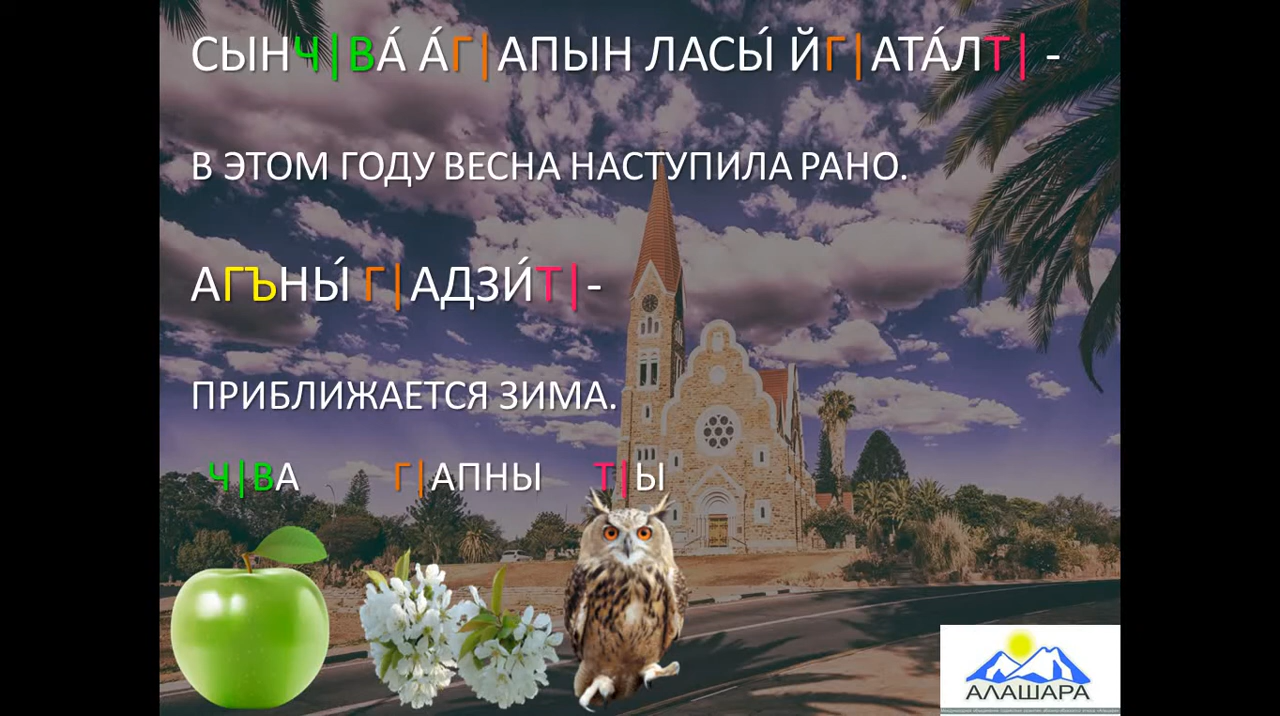 СЫНЧ|ВА́ А́Г|АПЫН ЛАСЫ́ ЙГ|АТА́ЛТ| -
В ЭТОМ ГОДУ ВЕСНА НАСТУПИЛА РАНО.
АГЪНЫ́ Г|АДЗИ́Т|-
ПРИБЛИЖАЕТСЯ ЗИМА.
Ч|ВА Г|АПНЫ Т|Ы
АЛАШАРА